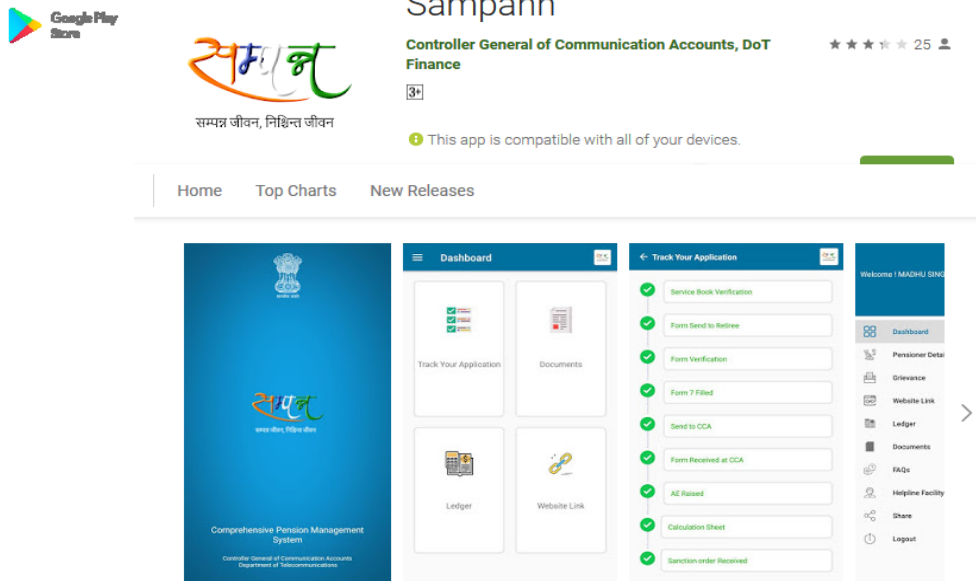 Google Play
Store
Sampann
Controller General of Communication Accounts, DoT
Finance
25
3+
सम्पन्न
सम्पन्न जीवन, निश्चिन्त जीवन
This app is compatible with all of your devices.
Home Top Charts New Releases
सम्पन्न
सम्पन्न जीवन, निश्चिन्त जीवन
Comprehensive Pension Management
System
Controller General of Communication Accounts
Department of Telecommunications
Dashboard
Track Your Application
Documents
Ledger
Website Link
Track Your Application
Service Book Verification
Form Send to Retiree
Form Verification
Form 7 Filled
Send to CCA
Form Received at CCA
AE Raised
Calculation Sheet
Sanction order Received
Welcome ! MADHU SING
Dashboard
Pensioner Detai
Grievance
Website Link
Ledger
Documents
FAQs
Helpline Facility
Share
Logout